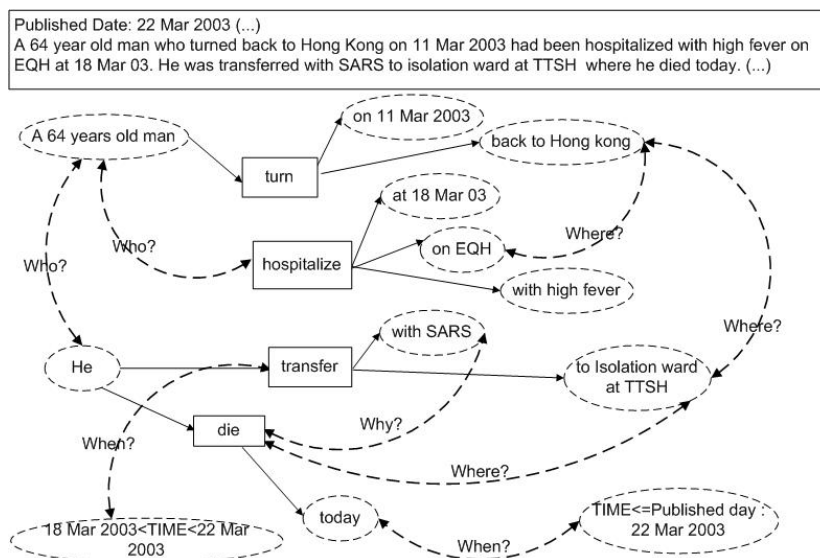 Published Date: 22 Mar 2003 (...)
A 64 year old man who turned back to Hong Kong on 11 Mar 2003 had been hospitalized with high fever on
EQH at 18 Mar 03. He was transferred with SARS to isolation ward at TTSH where he died today. (...)
on 11 Mar 2003
A 64 years old man
back to Hong kong
turn
at 18 Mar 03
Who?
Where?
on EQH
Who?
hospitalize
with high fever
with SARS
Where?
He
transfer
to Isolation ward
at TTSH
Why?
die
When?
Where?
today
TIME<=Published day :
22 Mar 2003
18 Mar 2003<TIME<22 Mar
2003
When?